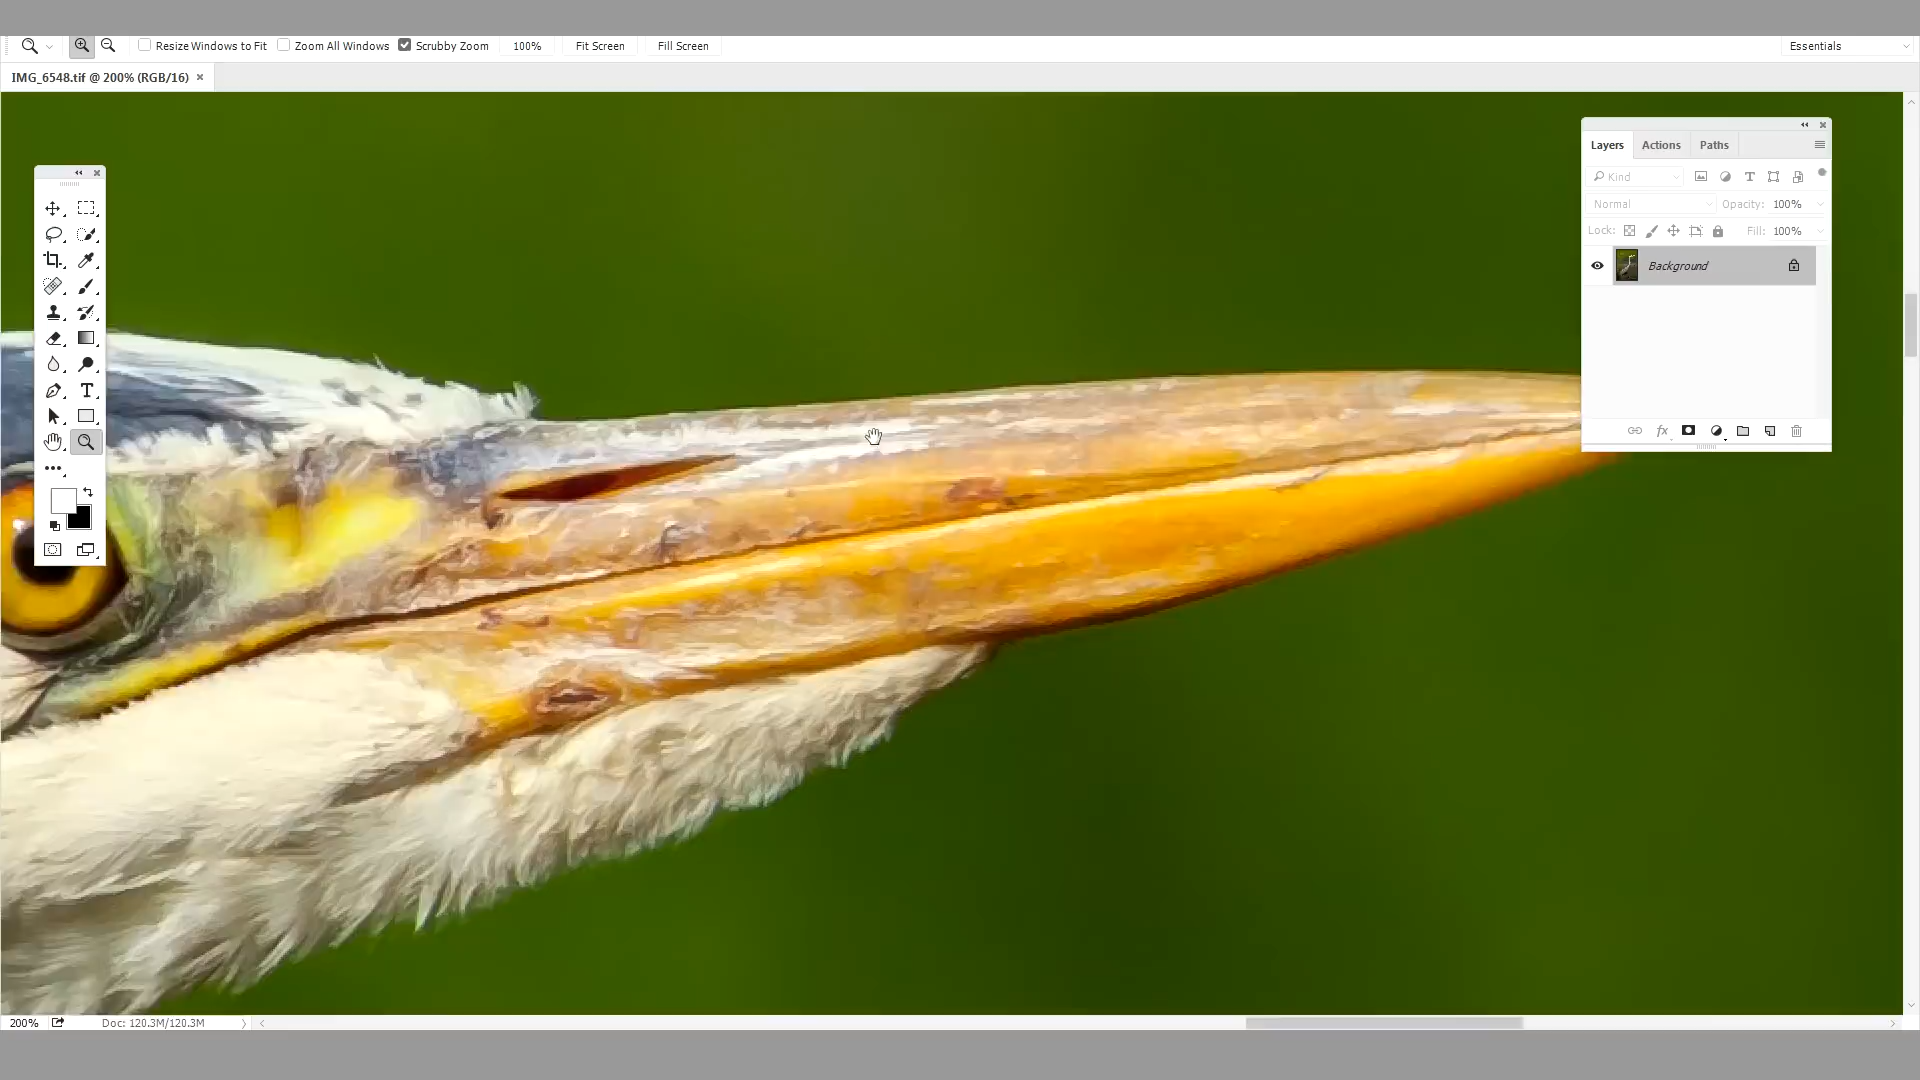 Resize Windows to Fit Zoom All Windows Scrubby Zoom 100% Fit Screen Fill Screen Essentials
IMG_6548.tif @ 200% (RGB/16) ×
Layers Actions Paths
Kind
Normal Opacity: 100%
Lock: Fill: 100%
Background
200% Doc: 120.3M/120.3M